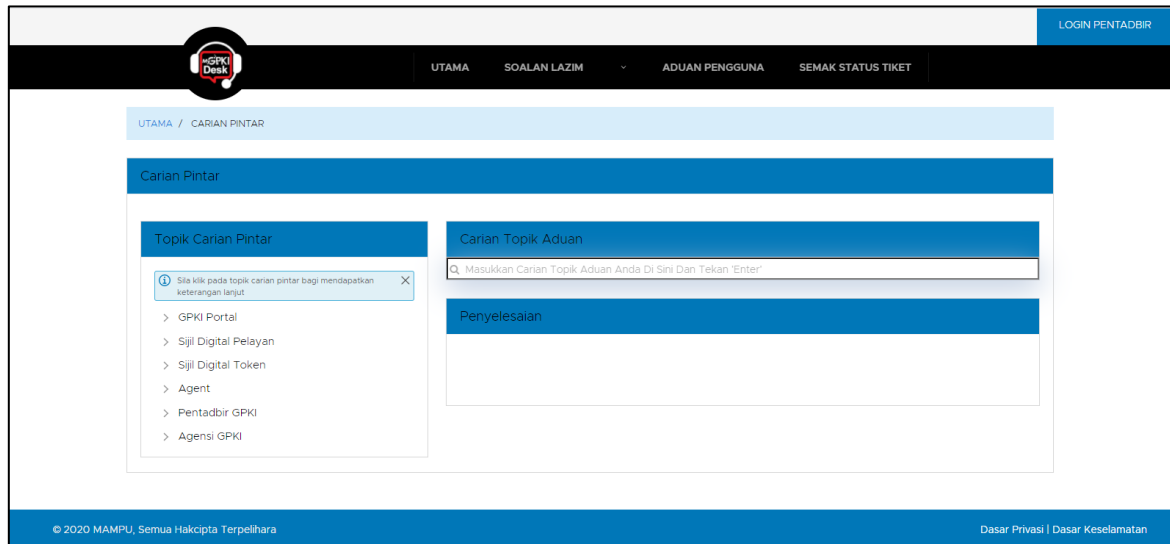 LOGIN PENTADBIR
MyGPKI
Desk
UTAMA SOALAN LAZIM ADUAN PENGGUNA SEMAK STATUS TIKET
UTAMA / CARIAN PINTAR
Carian Pintar
Topik Carian Pintar
Sila klik pada topik carian pintar bagi mendapatkan
keterangan lanjut
GPKI Portal
Sijil Digital Pelayan
Sijil Digital Token
Agent
Pentadbir GPKI
Agensi GPKI
Carian Topik Aduan
Masukkan Carian Topik Aduan Anda Di Sini Dan Tekan 'Enter'
Penyelesaian
© 2020 MAMPU, Semua Hakcipta Terpelihara
Dasar Privasi | Dasar Keselamatan